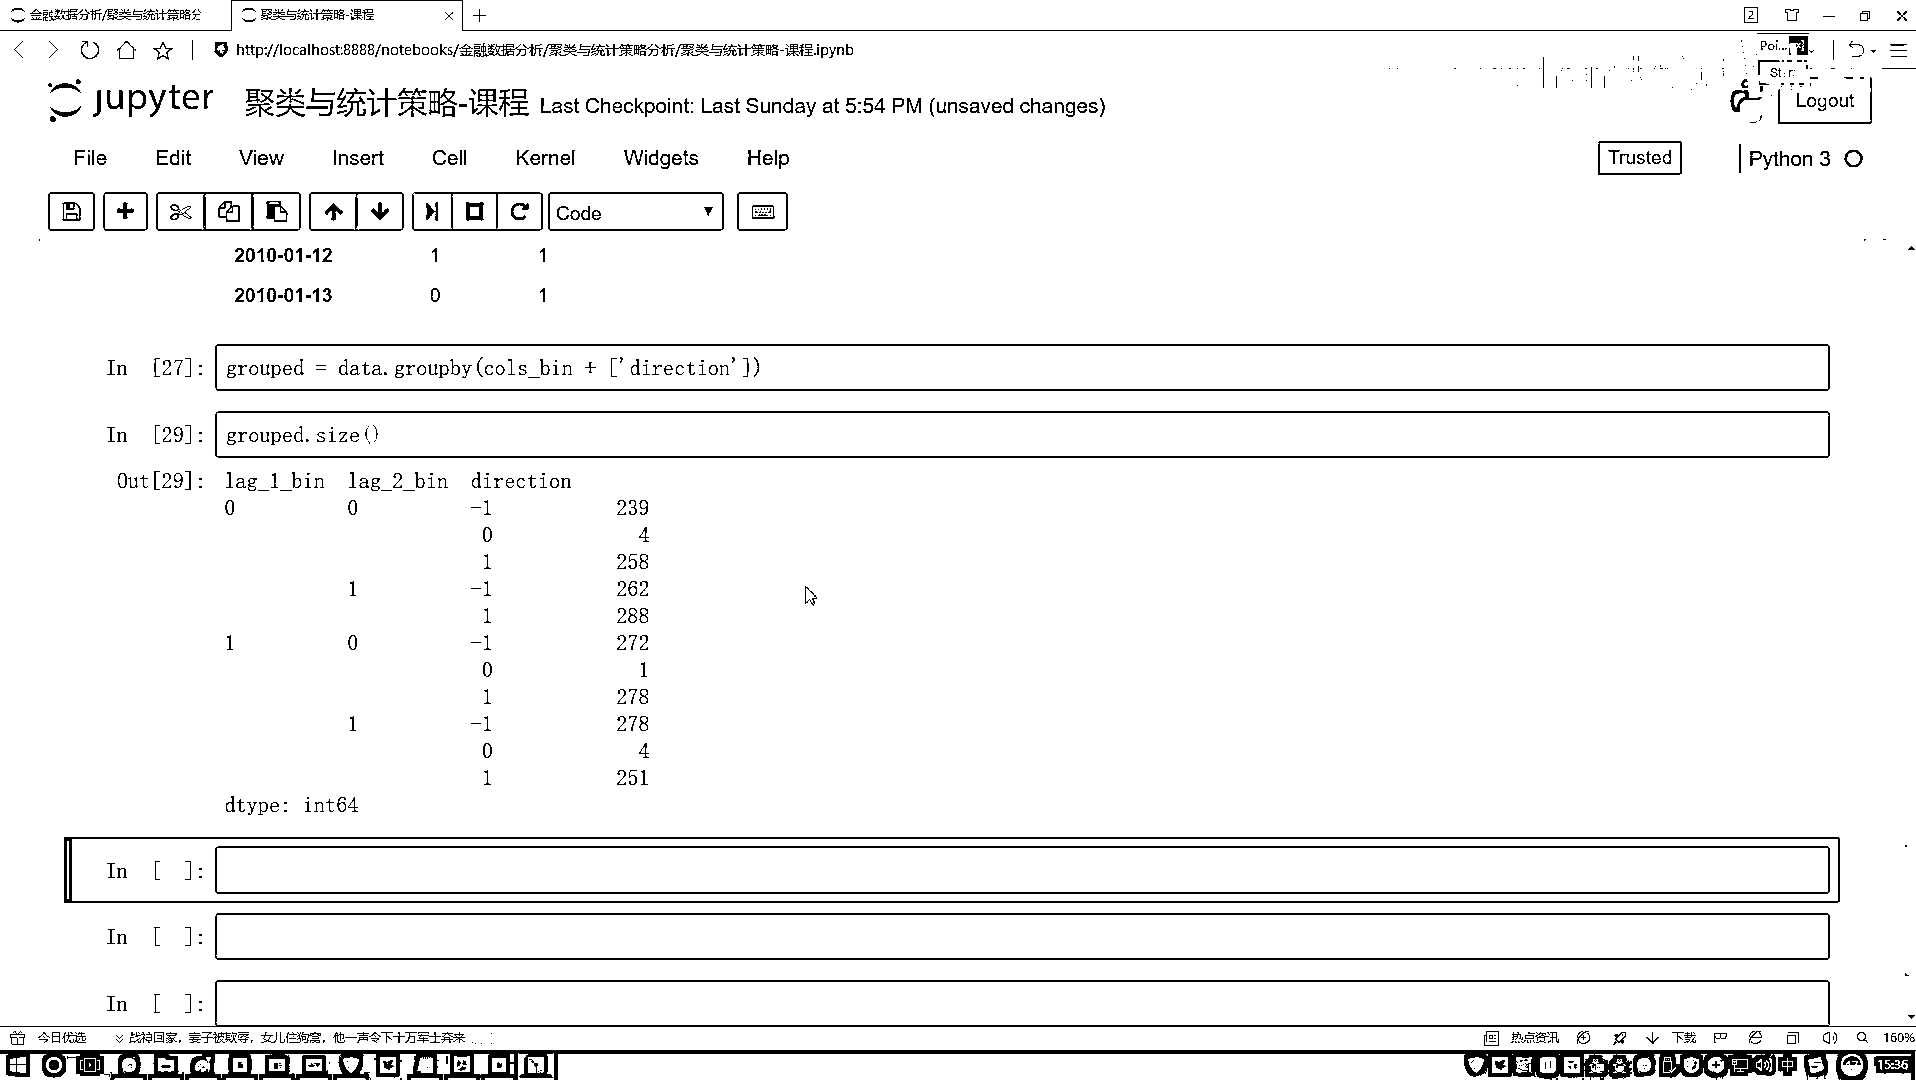 金融数据分析/聚类与统计策略分
聚类与统计策略-课程
http://localhost:8888/notebooks/金融数据分析/聚类与统计策略分析/聚类与统计策略-课程.ipynb
jupyter 聚类与统计策略-课程 Last Checkpoint: Last Sunday at 5:54 PM (unsaved changes)
Logout
File Edit View Insert Cell Kernel Widgets Help
Trusted Python 3
Code
2010-01-12 1 1
2010-01-13 0 1
In [27]: grouped = data.groupby(cols_bin + ['direction'])
In [29]: grouped.size()
Out[29]: lag_1_bin lag_2_bin direction
0 0 -1 239
0 4
1 258
1 -1 262
1 288
1 0 -1 272
0 1
1 278
1 -1 278
0 4
1 251
dtype: int64
In [ ]:
In [ ]:
In [ ]:
今日优选 战神回家，妻子被欺辱，女儿住狗窝，他一声令下十万军士奔来
热点资讯 下载 160%
中 15:36